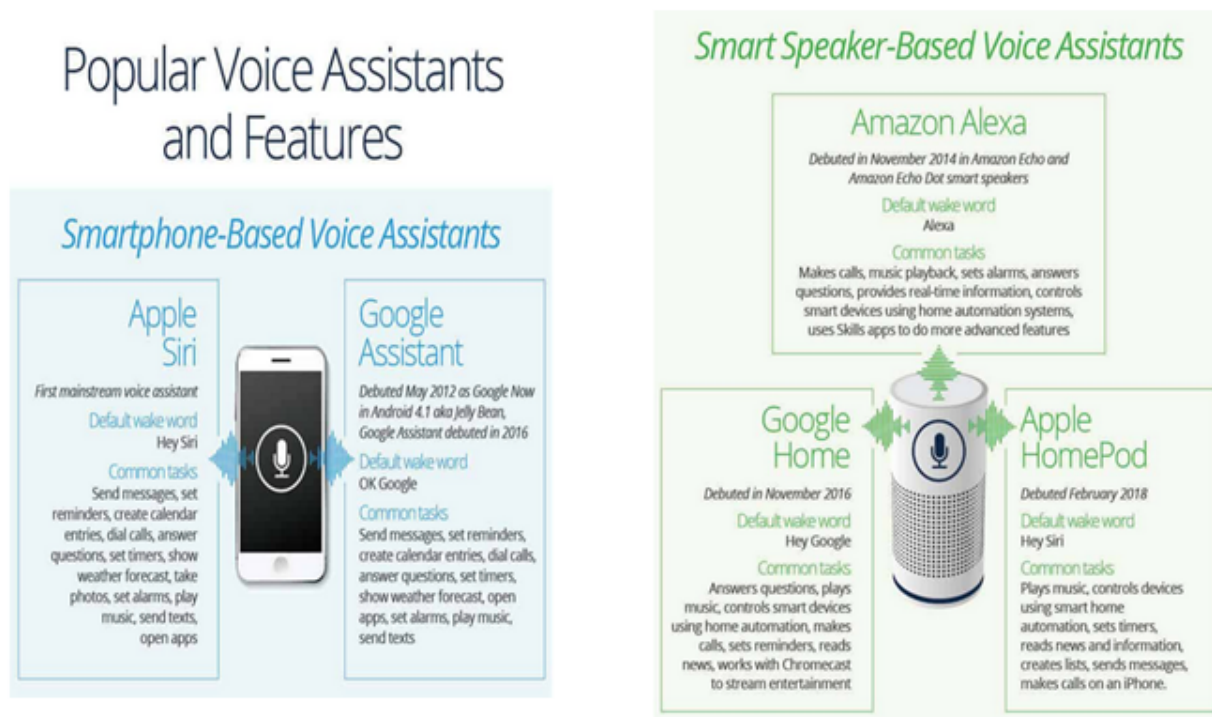 Popular Voice Assistants
and Features
Smartphone-Based Voice Assistants
Apple
Siri
First mainstream voice assistant
Default wake word
Hey Siri
Common tasks
Send messages, set
reminders, create calendar
entries, dial calls, answer
questions, set timers, show
weather forecast, take
photos, set alarms, play
music, send texts,
open apps
Google
Assistant
Debuted May 2012 as Google Now
in Android 4.1 aka Jelly Bean,
Google Assistant debuted in 2016
Default wake word
OK Google
Common tasks
Send messages, set reminders,
create calendar entries, dial calls,
answer questions, set timers,
show weather forecast, open
apps, set alarms, play music,
send texts
Smart Speaker-Based Voice Assistants
Amazon Alexa
Debuted in November 2014 in Amazon Echo and
Amazon Echo Dot smart speakers
Default wake word
Alexa
Common tasks
Makes calls, music playback, sets alarms, answers
questions, provides real-time information, controls
smart devices using home automation systems,
uses Skills apps to do more advanced features
Google
Home
Debuted in November 2016
Default wake word
Hey Google
Common tasks
Answers questions, plays
music, controls smart devices
using home automation, makes
calls, sets reminders, reads
news, works with Chromecast
to stream entertainment
Apple
HomePod
Debuted February 2018
Default wake word
Hey Siri
Common tasks
Plays music, controls devices
using smart home
automation, sets timers,
reads news and information,
creates lists, sends messages,
makes calls on an iPhone.